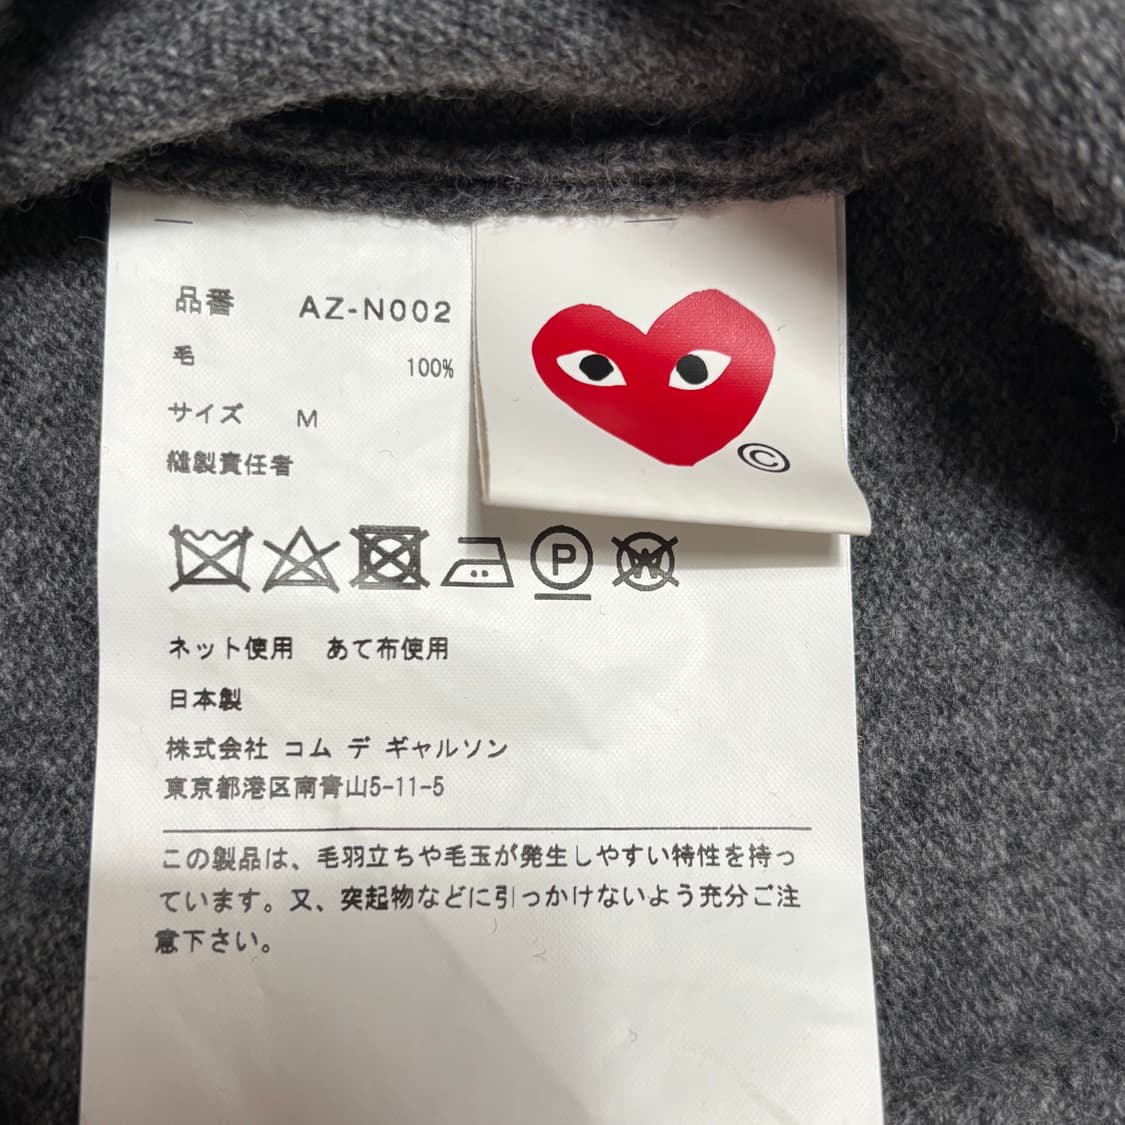 品番 AZ-N002
毛 100%
サイズ M
縫製責任者
©
P
W
ネット使用 あて布使用
日本製
株式会社 コム デ ギャルソン
東京都港区南青山5-11-5
この製品は、毛羽立ちや毛玉が発生しやすい特性を持っ
ています。又、突起物などに引っかけないよう充分ご注
意下さい。